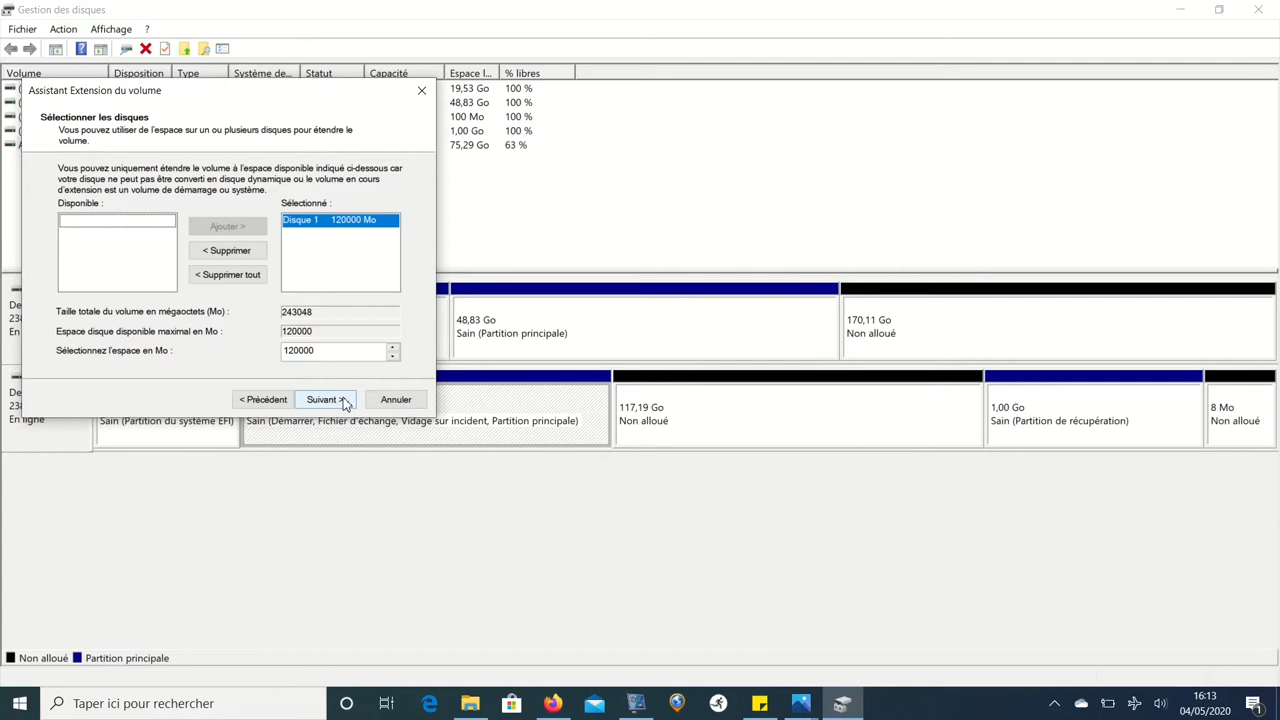 Gestion des disques
Fichier Action Affichage ?
Volume Disposition Type Système de... Statut Capacité Espace l... % libres
19,53 Go 100 %
48,83 Go 100 %
100 Mo 100 %
1,00 Go 100 %
75,29 Go 63 %
Assistant Extension du volume
Sélectionner les disques
Vous pouvez utiliser de l'espace sur un ou plusieurs disques pour étendre le
volume.
Vous pouvez uniquement étendre le volume à l'espace disponible indiqué ci-dessous car
votre disque ne peut pas être converti en disque dynamique ou le volume en cours
d'extension est un volume de démarrage ou système.
Disponible :
Sélectionné :
Ajouter >
< Supprimer
< Supprimer tout
Disque 1 120000 Mo
Taille totale du volume en mégaoctets (Mo) : 243048
Espace disque disponible maximal en Mo : 120000
Sélectionnez l'espace en Mo : 120000
< Précédent Suivant > Annuler
48,83 Go
Sain (Partition principale)
170,11 Go
Non alloué
En ligne
Sain (Partition du système EFI)
Sain (Démarrer, Fichier d'échange, Vidage sur incident, Partition principale)
117,19 Go
Non alloué
1,00 Go
Sain (Partition de récupération)
8 Mo
Non alloué
Non alloué Partition principale
Taper ici pour rechercher
16:13
04/05/2020